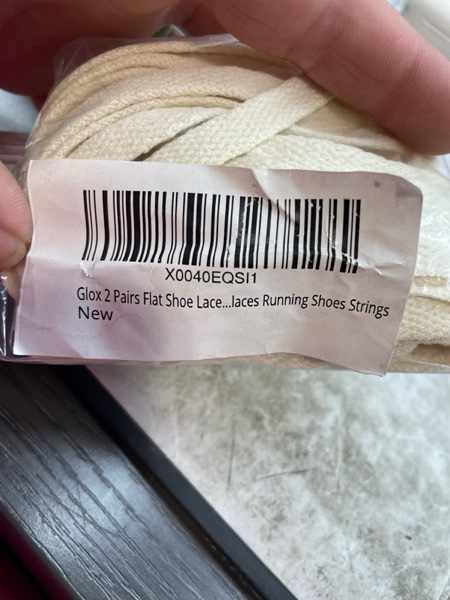 X0040EQSI1
Glox 2 Pairs Flat Shoe Lace...laces Running Shoes Strings
New